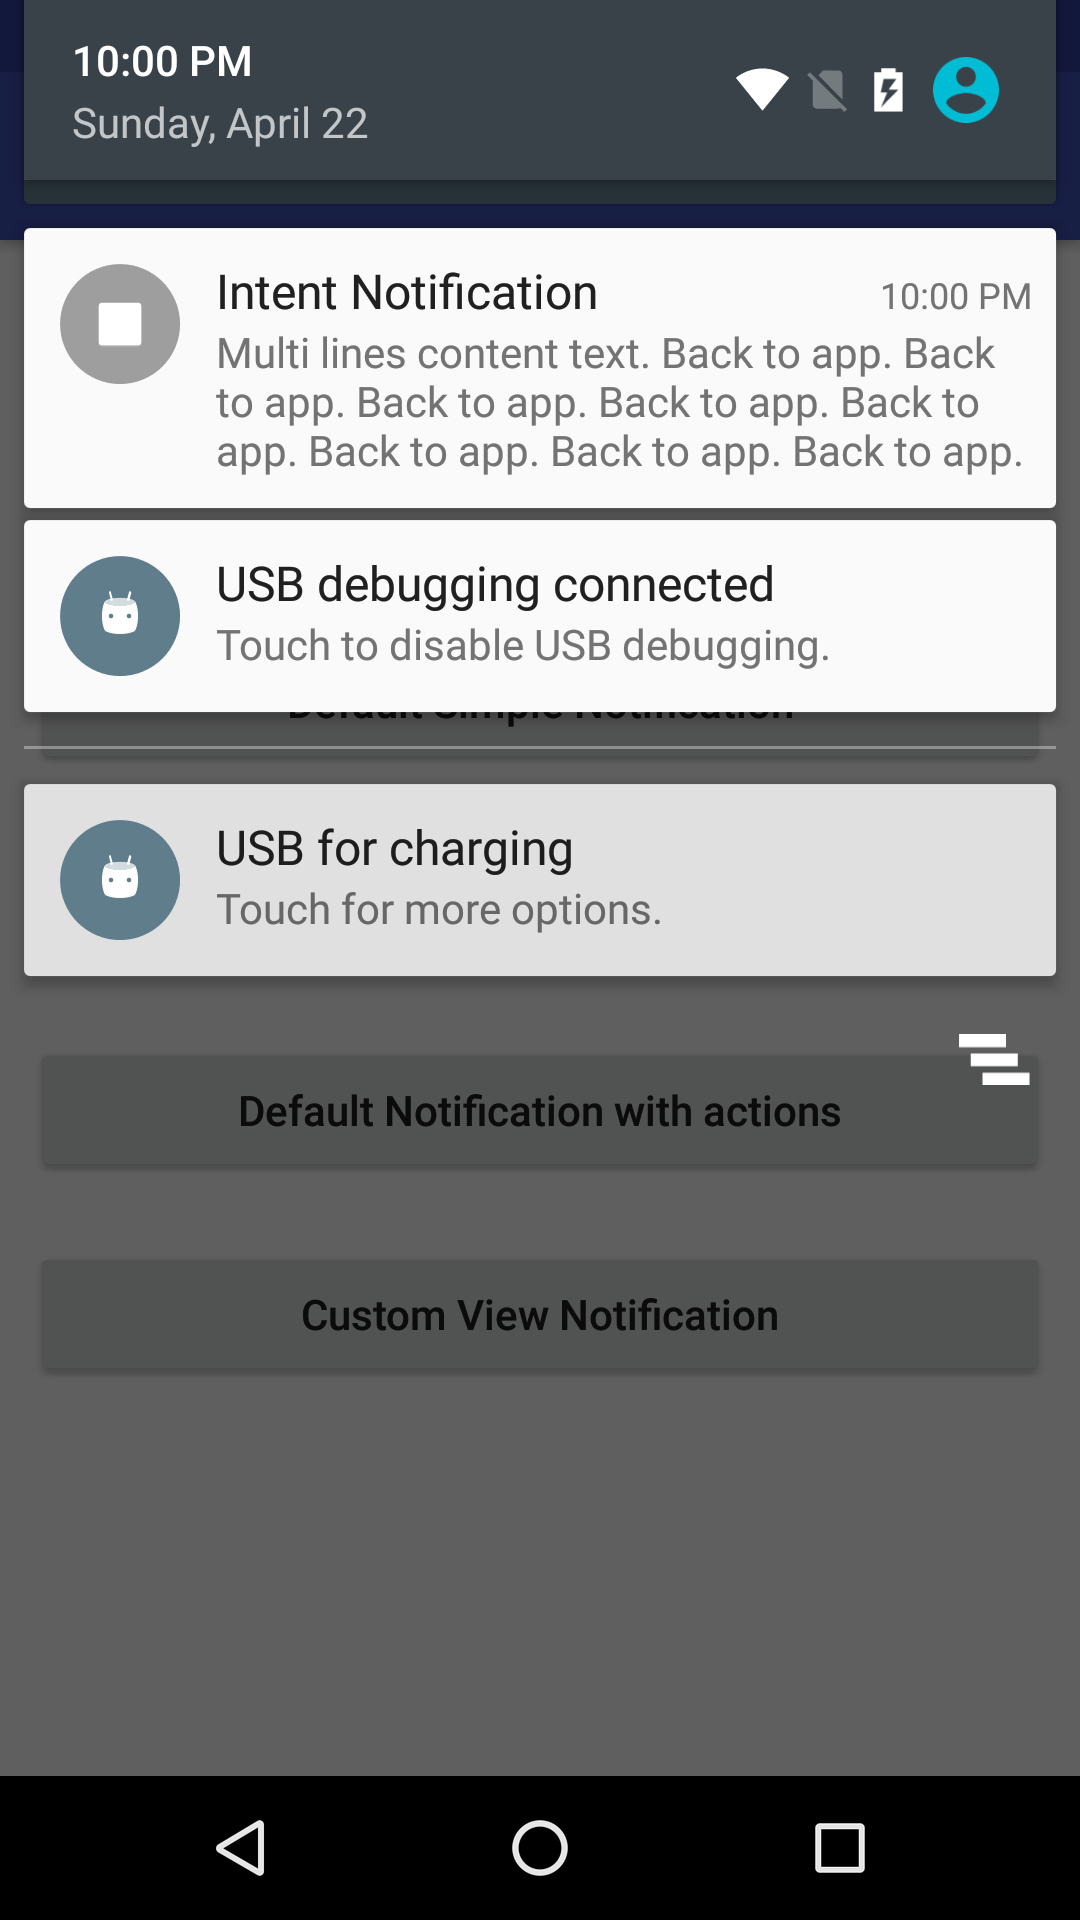 10:00 PM
Sunday, April 22
Intent Notification
10:00 PM
Multi lines content text. Back to app. Back
to app. Back to app. Back to app. Back to
app. Back to app. Back to app. Back to app.
USB debugging connected
Touch to disable USB debugging.
Default Simple Notification
USB for charging
Touch for more options.
Default Notification with actions
Custom View Notification